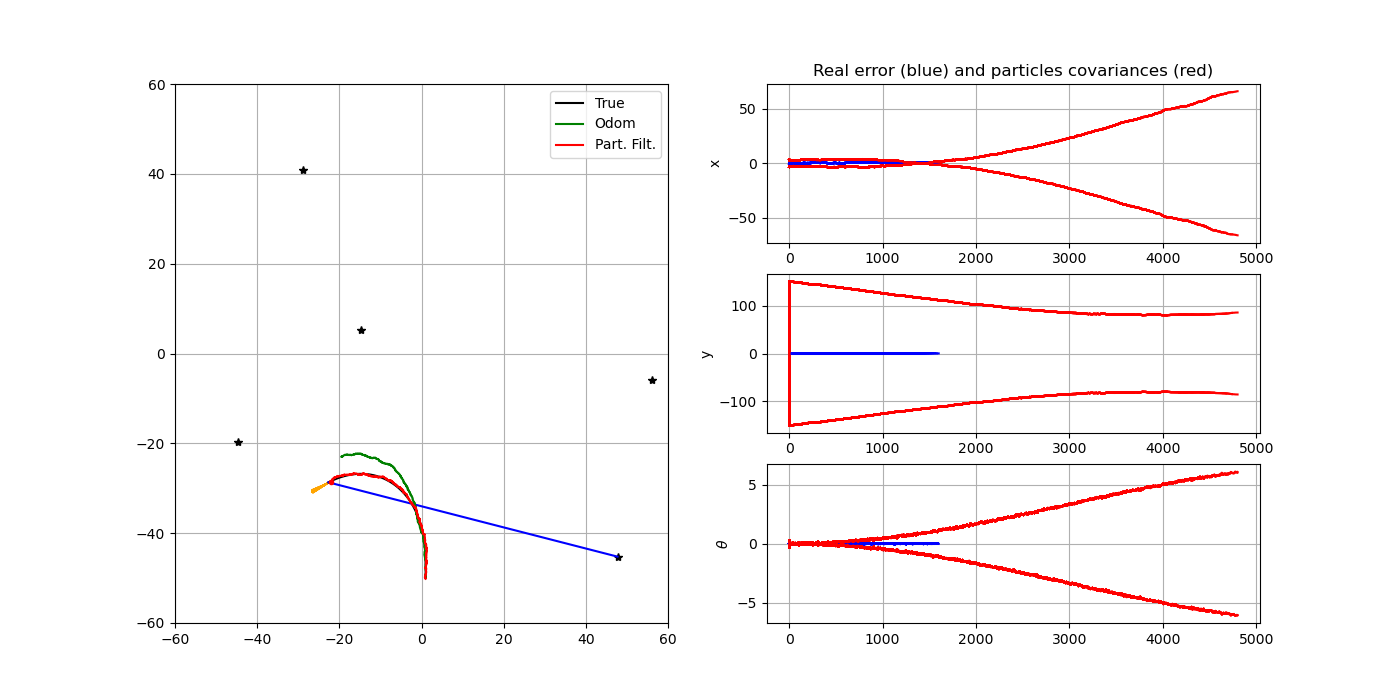 60
40
20
0
−20
−40
−60
−60 −40 −20 0 20 40 60
True
Odom
Part. Filt.
Real error (blue) and particles covariances (red)
x
50
0
−50
0 1000 2000 3000 4000 5000
y
100
0
−100
0 1000 2000 3000 4000 5000
θ
5
0
−5
0 1000 2000 3000 4000 5000